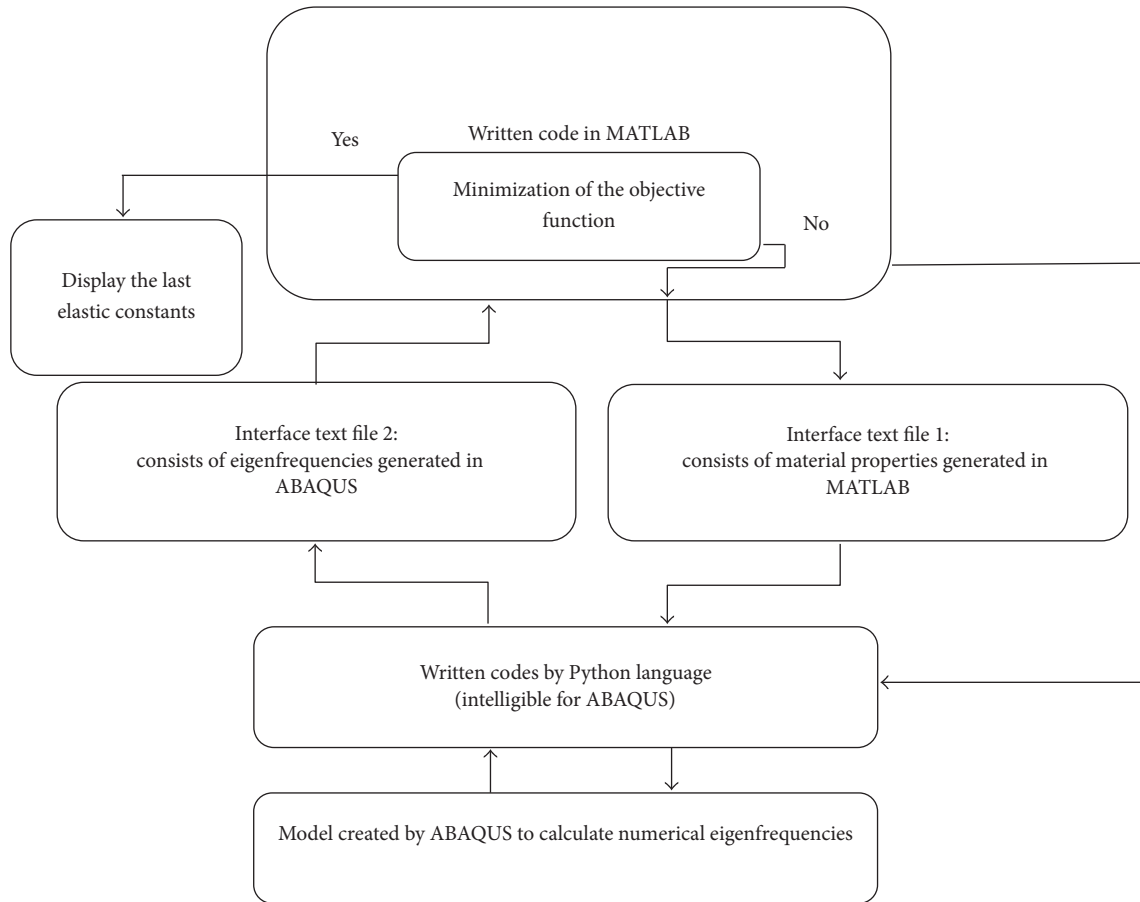 Yes
Written code in MATLAB
Minimization of the objective
function
No
Display the last
elastic constants
Interface text file 2:
consists of eigenfrequencies generated in
ABAQUS
Interface text file 1:
consists of material properties generated in
MATLAB
Written codes by Python language
(intelligible for ABAQUS)
Model created by ABAQUS to calculate numerical eigenfrequencies